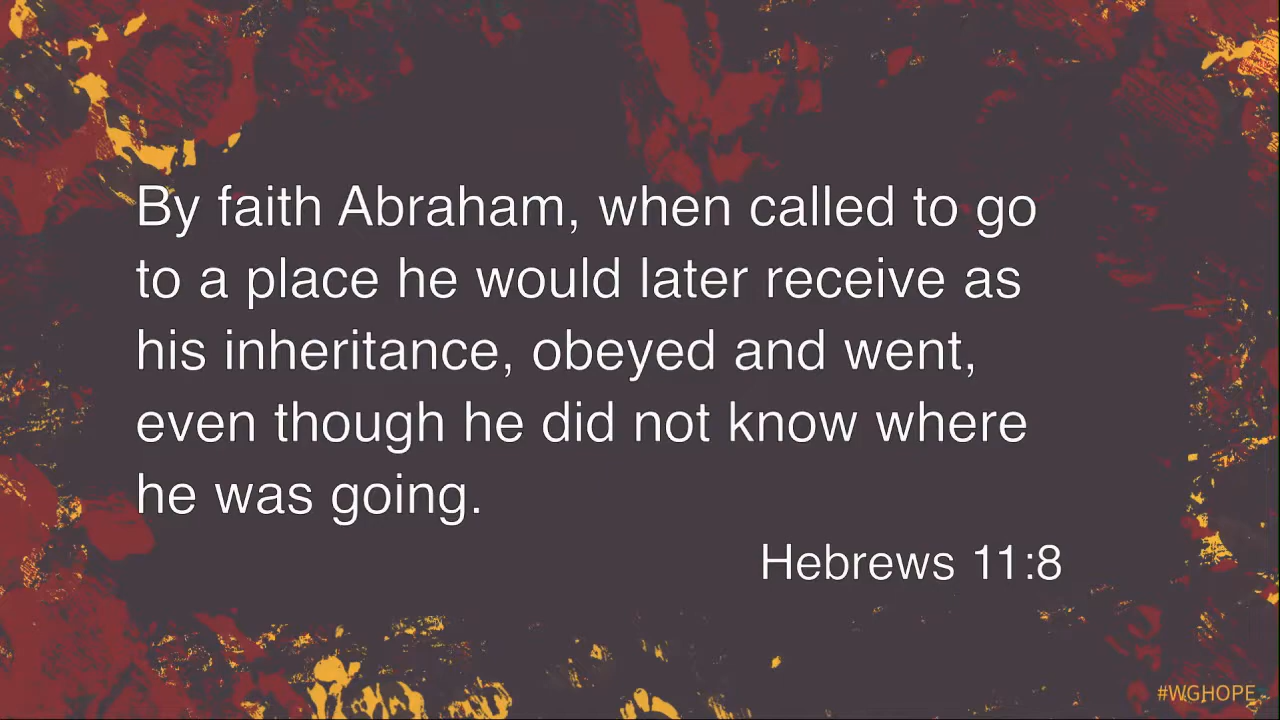 By faith Abraham, when called to go
to a place he would later receive as
his inheritance, obeyed and went,
even though he did not know where
he was going.
Hebrews 11:8
#WGHOPE